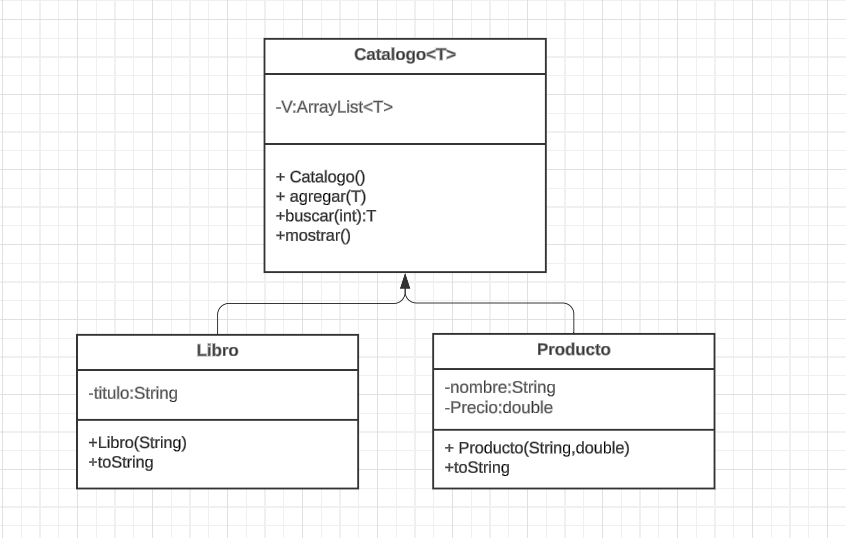 Catalogo<T>
-V:ArrayList<T>
+ Catalogo()
+ agregar(T)
+buscar(int):T
+mostrar()
Libro
-titulo:String
+Libro(String)
+toString
Producto
-nombre:String
-Precio:double
+ Producto(String,double)
+toString